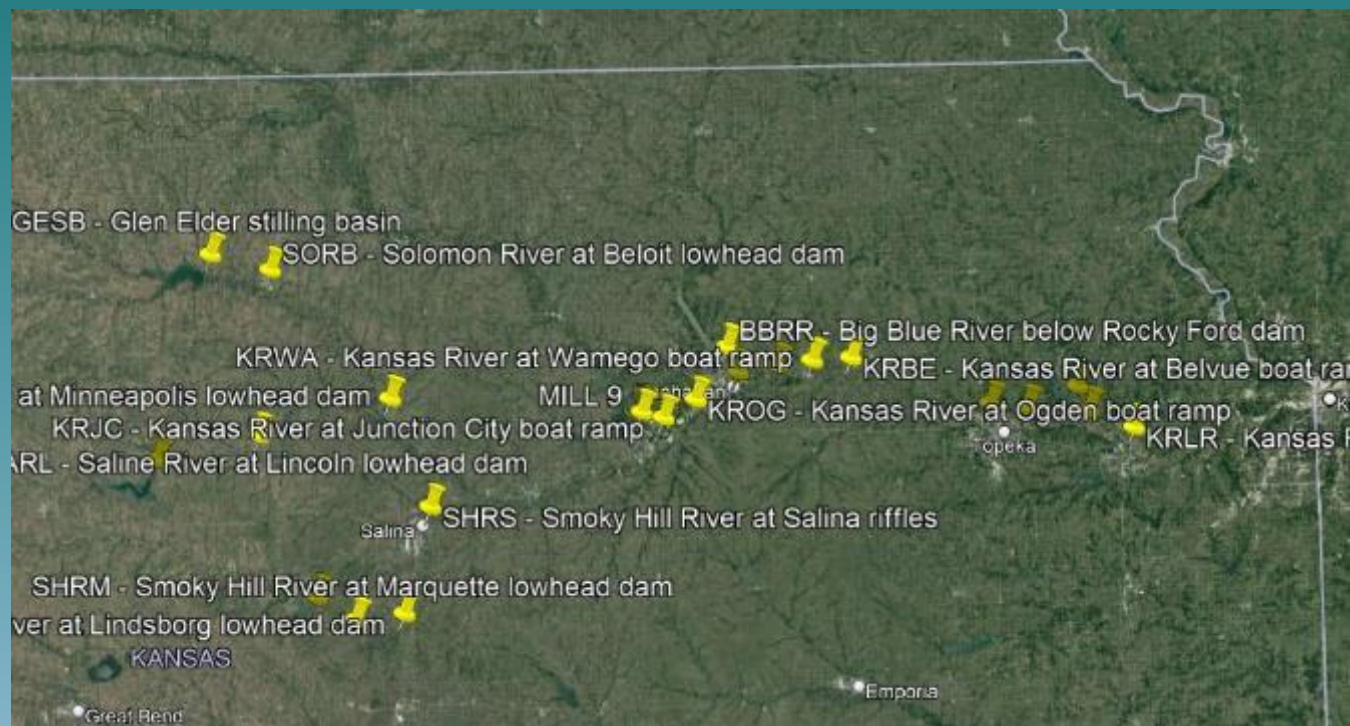 GESB - Glen Elder stilling basin
SORB - Solomon River at Beloit lowhead dam
BBRR - Big Blue River below Rocky Ford dam
KRWA - Kansas River at Wamego boat ramp
KRBE - Kansas River at Belvue boat ra
at Minneapolis lowhead dam
MILL 9
KROG - Kansas River at Ogden boat ramp
KRJC - Kansas River at Junction City boat ramp
KRLR - Kansas R
Topeka
ARL - Saline River at Lincoln lowhead dam
SHRS - Smoky Hill River at Salina riffles
Salina
SHRM - Smoky Hill River at Marquette lowhead dam
ver at Lindsborg lowhead dam
KANSAS
Emporia
Great Bend